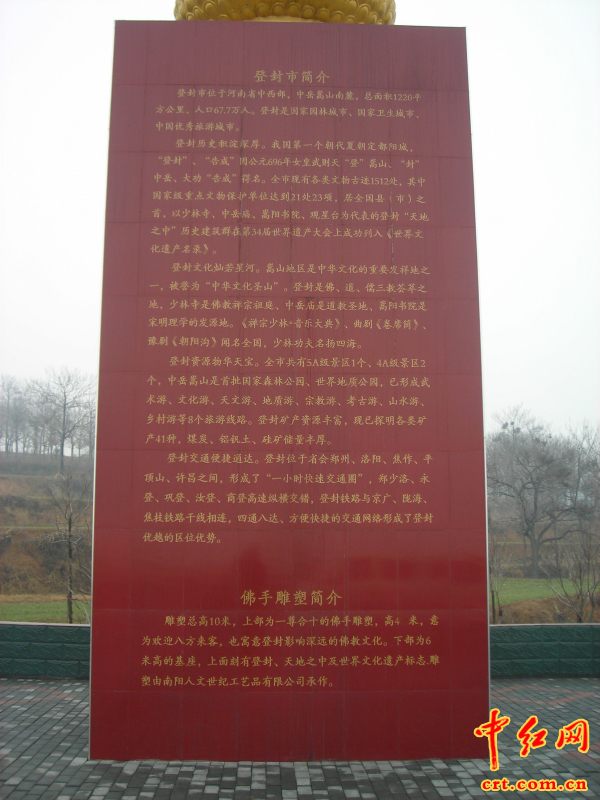 登封市简介
登封市位于河南省中西部，中岳嵩山南麓，总面积1220平
方公里，人口67.7万人。登封是国家园林城市、国家卫生城市、
中国优秀旅游城市。
登封历史积淀深厚。我国第一个朝代夏朝定都阳城，
“登封”、“告成”因公元696年女皇武则天“登”嵩山、“封”
中岳、大功“告成”得名。全市现有各类文物古迹1512处，其中
国家级重点文物保护单位达到21处23项，居全国县（市）之
首，以少林寺、中岳庙、嵩阳书院、观星台为代表的登封“天地
之中”历史建筑群在第34届世界遗产大会上成功列入《世界文
化遗产名录》。
登封文化灿若星河。嵩山地区是中华文化的重要发祥地之
一，被誉为“中华文化圣山”。登封是佛、道、儒三教荟萃之
地，少林寺是佛教禅宗祖庭、中岳庙是道教圣地，嵩阳书院是
宋明理学的发源地。《禅宗少林·音乐大典》、曲剧《卷席筒》、
豫剧《朝阳沟》闻名全国，少林功夫名扬四海。
登封资源物华天宝。全市共有5A级景区1个、4A级景区2
个，中岳嵩山是首批国家森林公园、世界地质公园，已形成武
术游、文化游、天文游、地质游、宗教游、考古游、山水游、
乡村游等8个旅游线路。登封矿产资源丰富，现已探明各类矿
产41种，煤炭、铝钒土、硅矿储量丰厚。
登封交通便捷通达。登封位于省会郑州、洛阳、焦作、平
顶山、许昌之间，形成了“一小时快速交通圈”，郑少洛、永
登、巩登、汝登、商登高速纵横交错，登封铁路与京广、陇海、
焦枝铁路干线相连，四通八达、方便快捷的交通网络形成了登封
优越的区位优势。
佛手雕塑简介
雕塑总高10米，上部为一尊合十的佛手雕塑，高4 米，意
为欢迎八方来客，也寓意登封影响深远的佛教文化。下部为6
米高的基座，上面刻有登封、天地之中及世界文化遗产标志.雕
塑由南阳人文世纪工艺品有限公司承作。
中红网
crt.com.cn